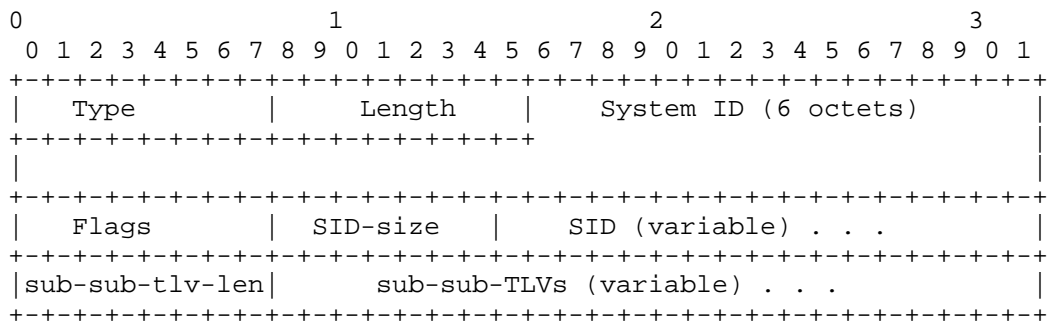 0                   1                   2                   3
 0 1 2 3 4 5 6 7 8 9 0 1 2 3 4 5 6 7 8 9 0 1 2 3 4 5 6 7 8 9 0 1
+-+-+-+-+-+-+-+-+-+-+-+-+-+-+-+-+-+-+-+-+-+-+-+-+-+-+-+-+-+-+-+-+
|   Type        |     Length    |    System ID (6 octets)       |
+-+-+-+-+-+-+-+-+-+-+-+-+-+-+-+-+                               |
|                                                               |
+-+-+-+-+-+-+-+-+-+-+-+-+-+-+-+-+-+-+-+-+-+-+-+-+-+-+-+-+-+-+-+-+
|   Flags       |  SID-size   |    SID (variable) . . .         |
+-+-+-+-+-+-+-+-+-+-+-+-+-+-+-+-+-+-+-+-+-+-+-+-+-+-+-+-+-+-+-+-+
|sub-sub-tlv-len|      sub-sub-TLVs (variable) . . .            |
+-+-+-+-+-+-+-+-+-+-+-+-+-+-+-+-+-+-+-+-+-+-+-+-+-+-+-+-+-+-+-+-+